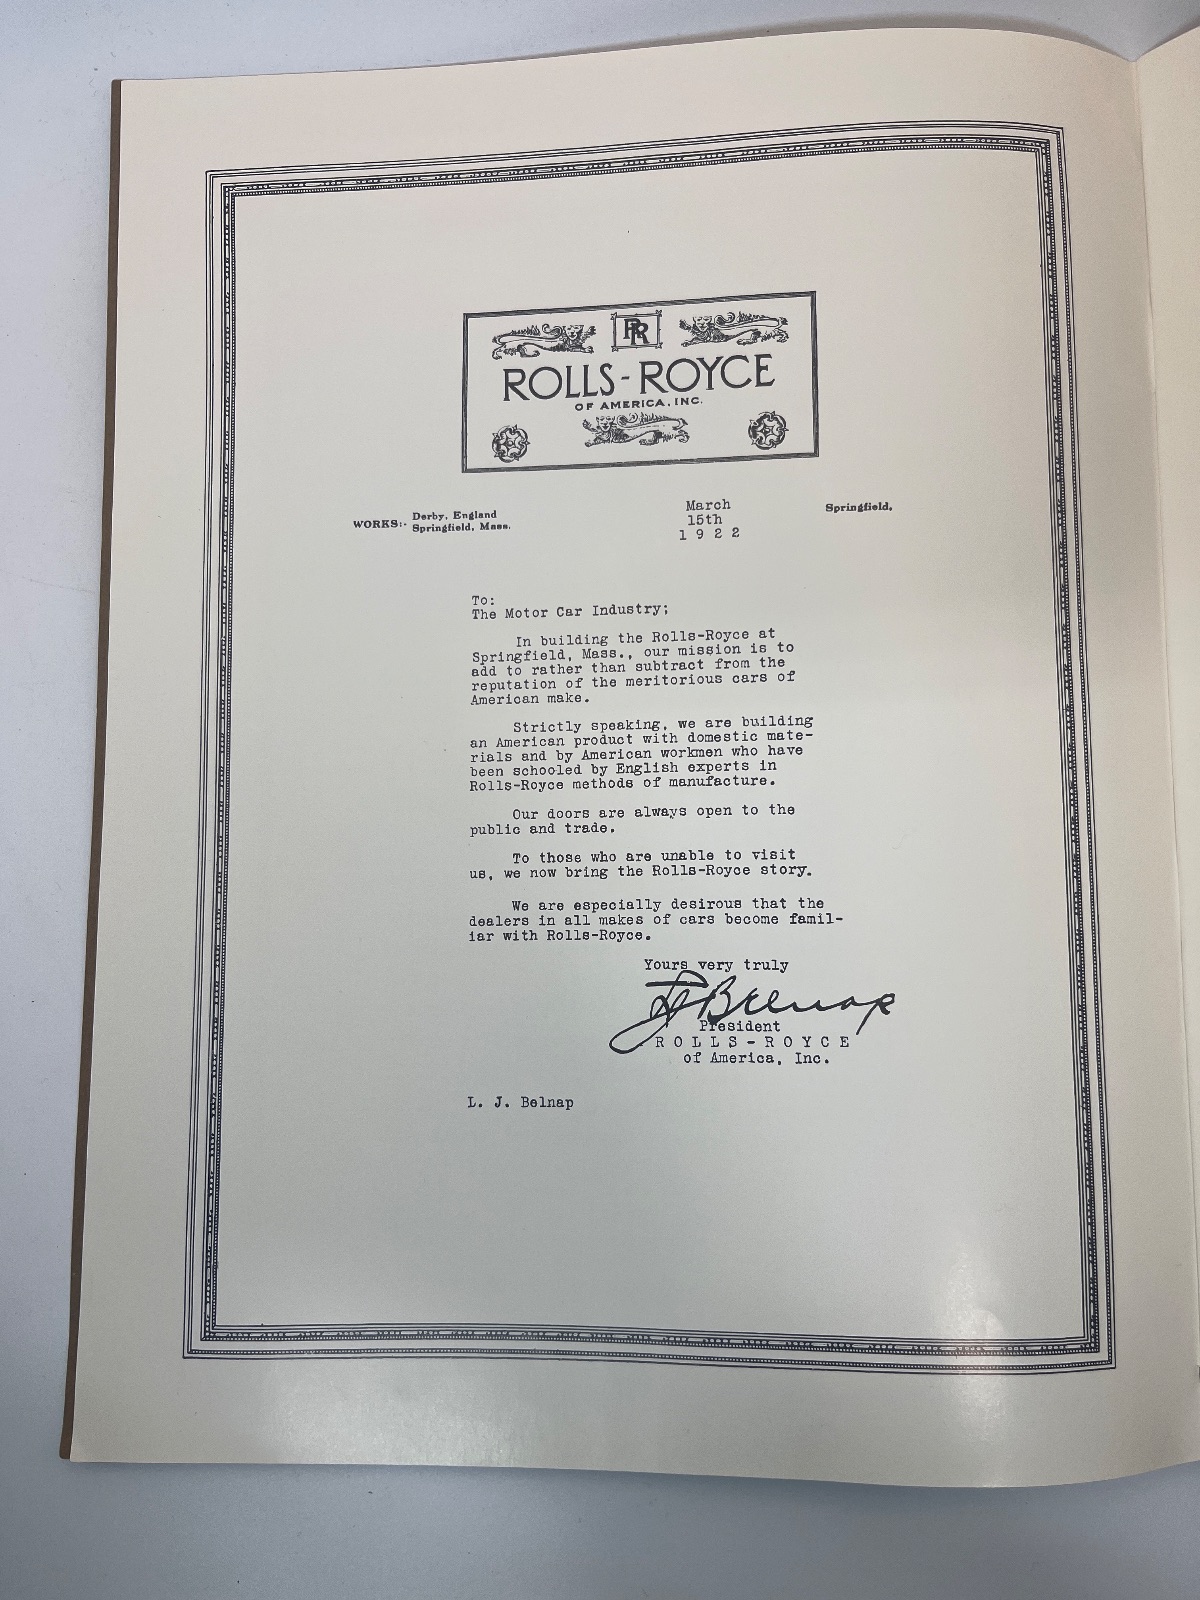 RR
ROLLS-ROYCE
OF AMERICA, INC.
WORKS:- Derby, England
Springfield, Mass.
March
15th
1922
Springfield,
To:
The Motor Car Industry;
In building the Rolls-Royce at
Springfield, Mass., our mission is to
add to rather than subtract from the
reputation of the meritorious cars of
American make.
Strictly speaking, we are building
an American product with domestic mate-
rials and by American workmen who have
been schooled by English experts in
Rolls-Royce methods of manufacture.
Our doors are always open to the
public and trade.
To those who are unable to visit
us, we now bring the Rolls-Royce story.
We are especially desirous that the
dealers in all makes of cars become famil-
iar with Rolls-Royce.
Yours very truly
LJ Belnap
President
ROLLS-ROYCE
of America, Inc.
L. J. Belnap